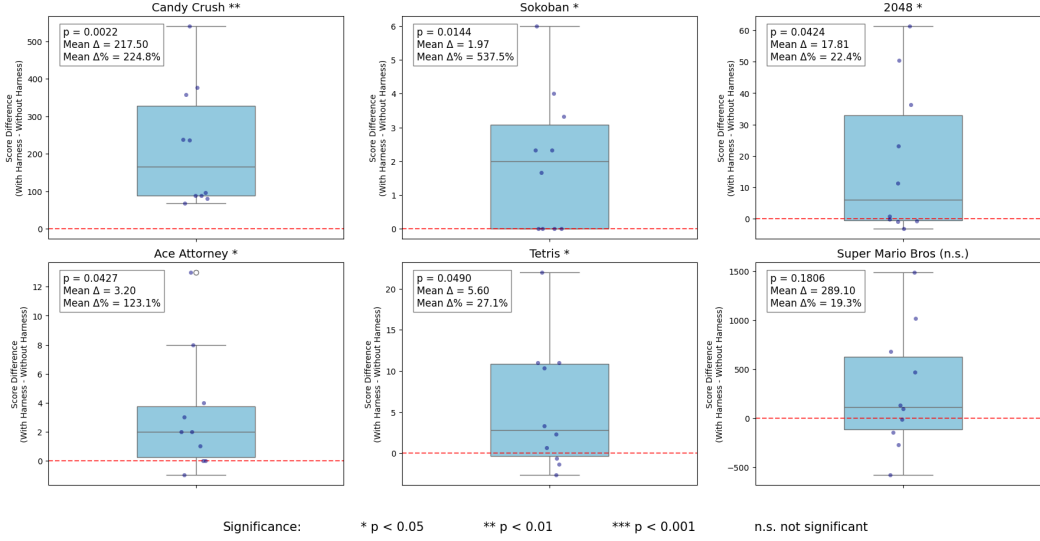 Candy Crush **
Score Difference
(With Harness - Without Harness)
500
400
300
200
100
0
p = 0.0022
Mean Δ = 217.50
Mean Δ% = 224.8%
Sokoban *
Score Difference
(With Harness - Without Harness)
6
5
4
3
2
1
0
p = 0.0144
Mean Δ = 1.97
Mean Δ% = 537.5%
2048 *
Score Difference
(With Harness - Without Harness)
60
50
40
30
20
10
0
p = 0.0424
Mean Δ = 17.81
Mean Δ% = 22.4%
Ace Attorney *
Score Difference
(With Harness - Without Harness)
12
10
8
6
4
2
0
p = 0.0427
Mean Δ = 3.20
Mean Δ% = 123.1%
Tetris *
Score Difference
(With Harness - Without Harness)
20
15
10
5
0
p = 0.0490
Mean Δ = 5.60
Mean Δ% = 27.1%
Super Mario Bros (n.s.)
Score Difference
(With Harness - Without Harness)
1500
1000
500
0
−500
p = 0.1806
Mean Δ = 289.10
Mean Δ% = 19.3%
Significance: * p < 0.05 ** p < 0.01 *** p < 0.001 n.s. not significant